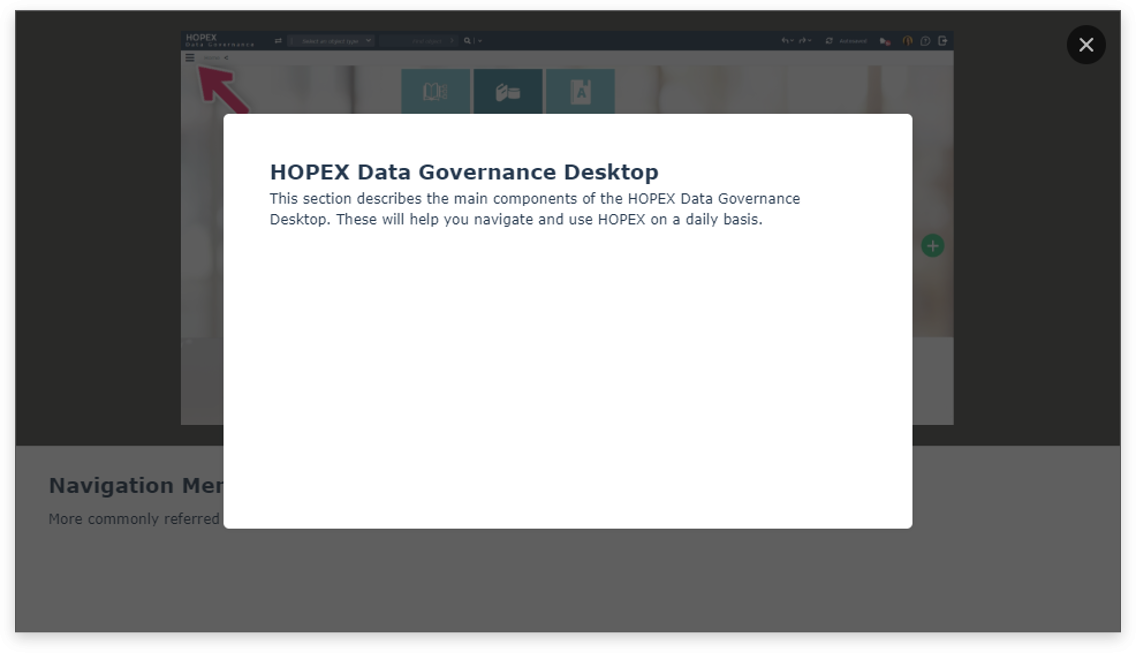 HOPEX
Data Governance
Select an object type
HOPEX Data Governance Desktop
This section describes the main components of the HOPEX Data Governance
Desktop. These will help you navigate and use HOPEX on a daily basis.
Navigation
More commonly referred